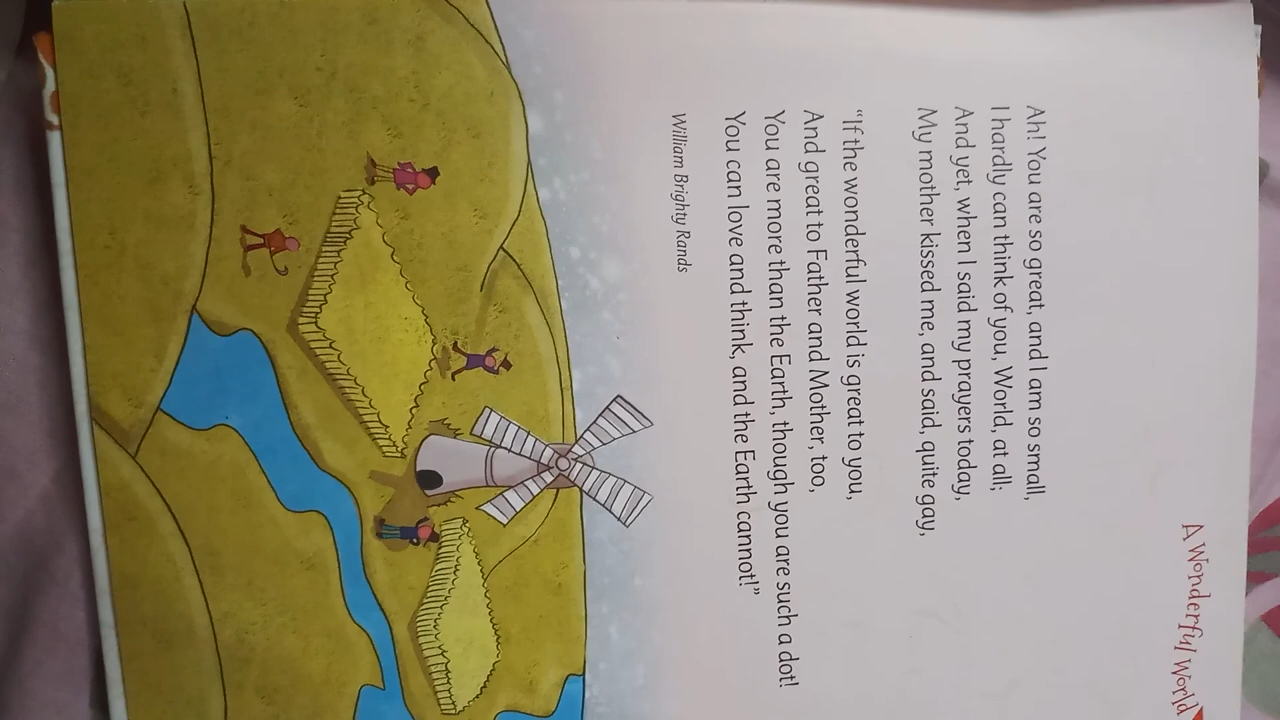 A Wonderful World
Ah! You are so great, and I am so small,
I hardly can think of you, World, at all;
And yet, when I said my prayers today,
My mother kissed me, and said, quite gay,
“If the wonderful world is great to you,
And great to Father and Mother, too,
You are more than the Earth, though you are such a dot!
You can love and think, and the Earth cannot!”
William Brighty Rands